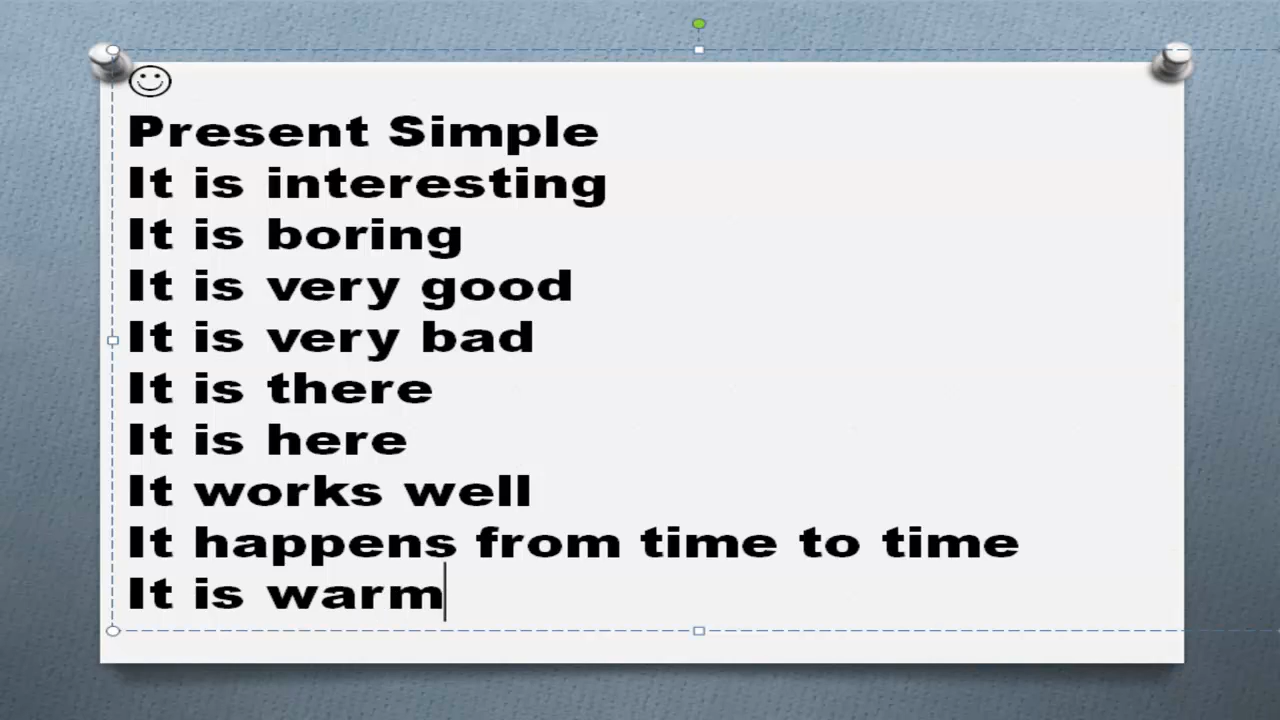 Present Simple
It is interesting
It is boring
It is very good
It is very bad
It is there
It is here
It works well
It happens from time to time
It is warm